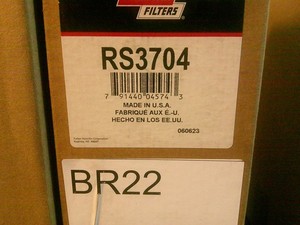 FILTERS
RS3704
7 91440 04574 3
MADE IN U.S.A.
FABRIQUÉ AUX É.-U.
HECHO EN LOS EE.UU.
060623
BR22